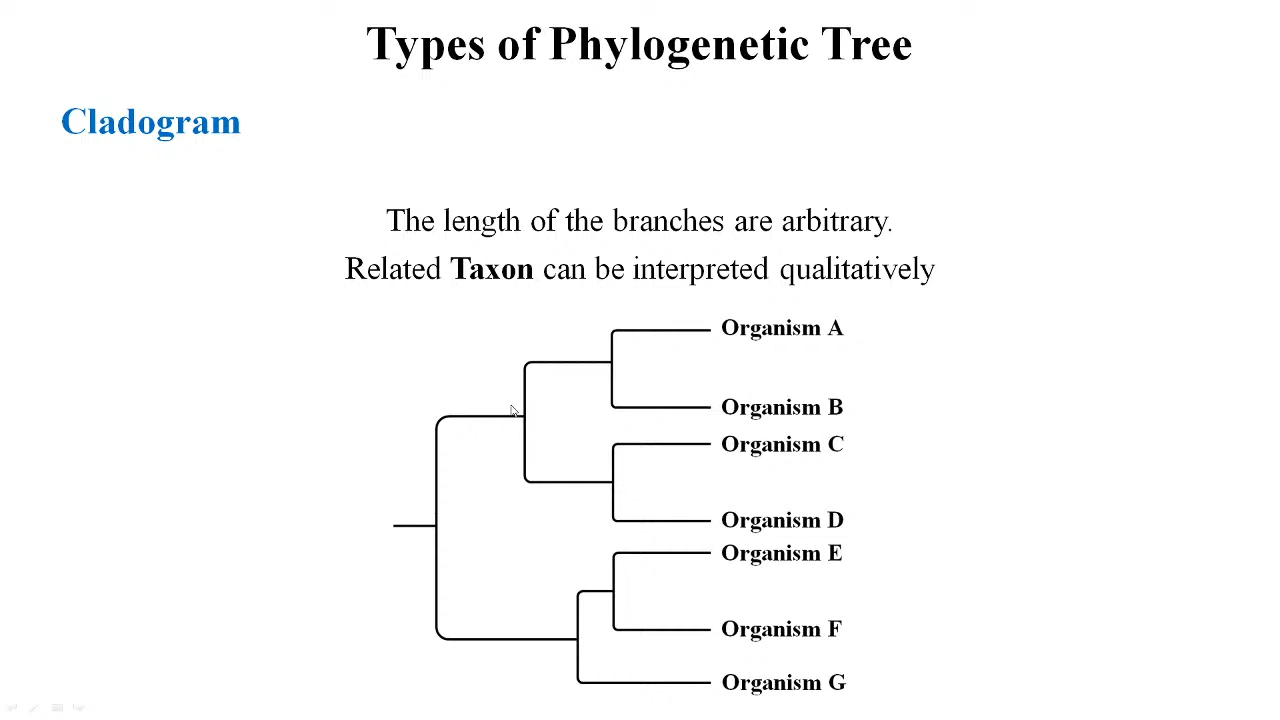 Types of Phylogenetic Tree
Cladogram
The length of the branches are arbitrary.
Related Taxon can be interpreted qualitatively
Organism A
Organism B
Organism C
Organism D
Organism E
Organism F
Organism G